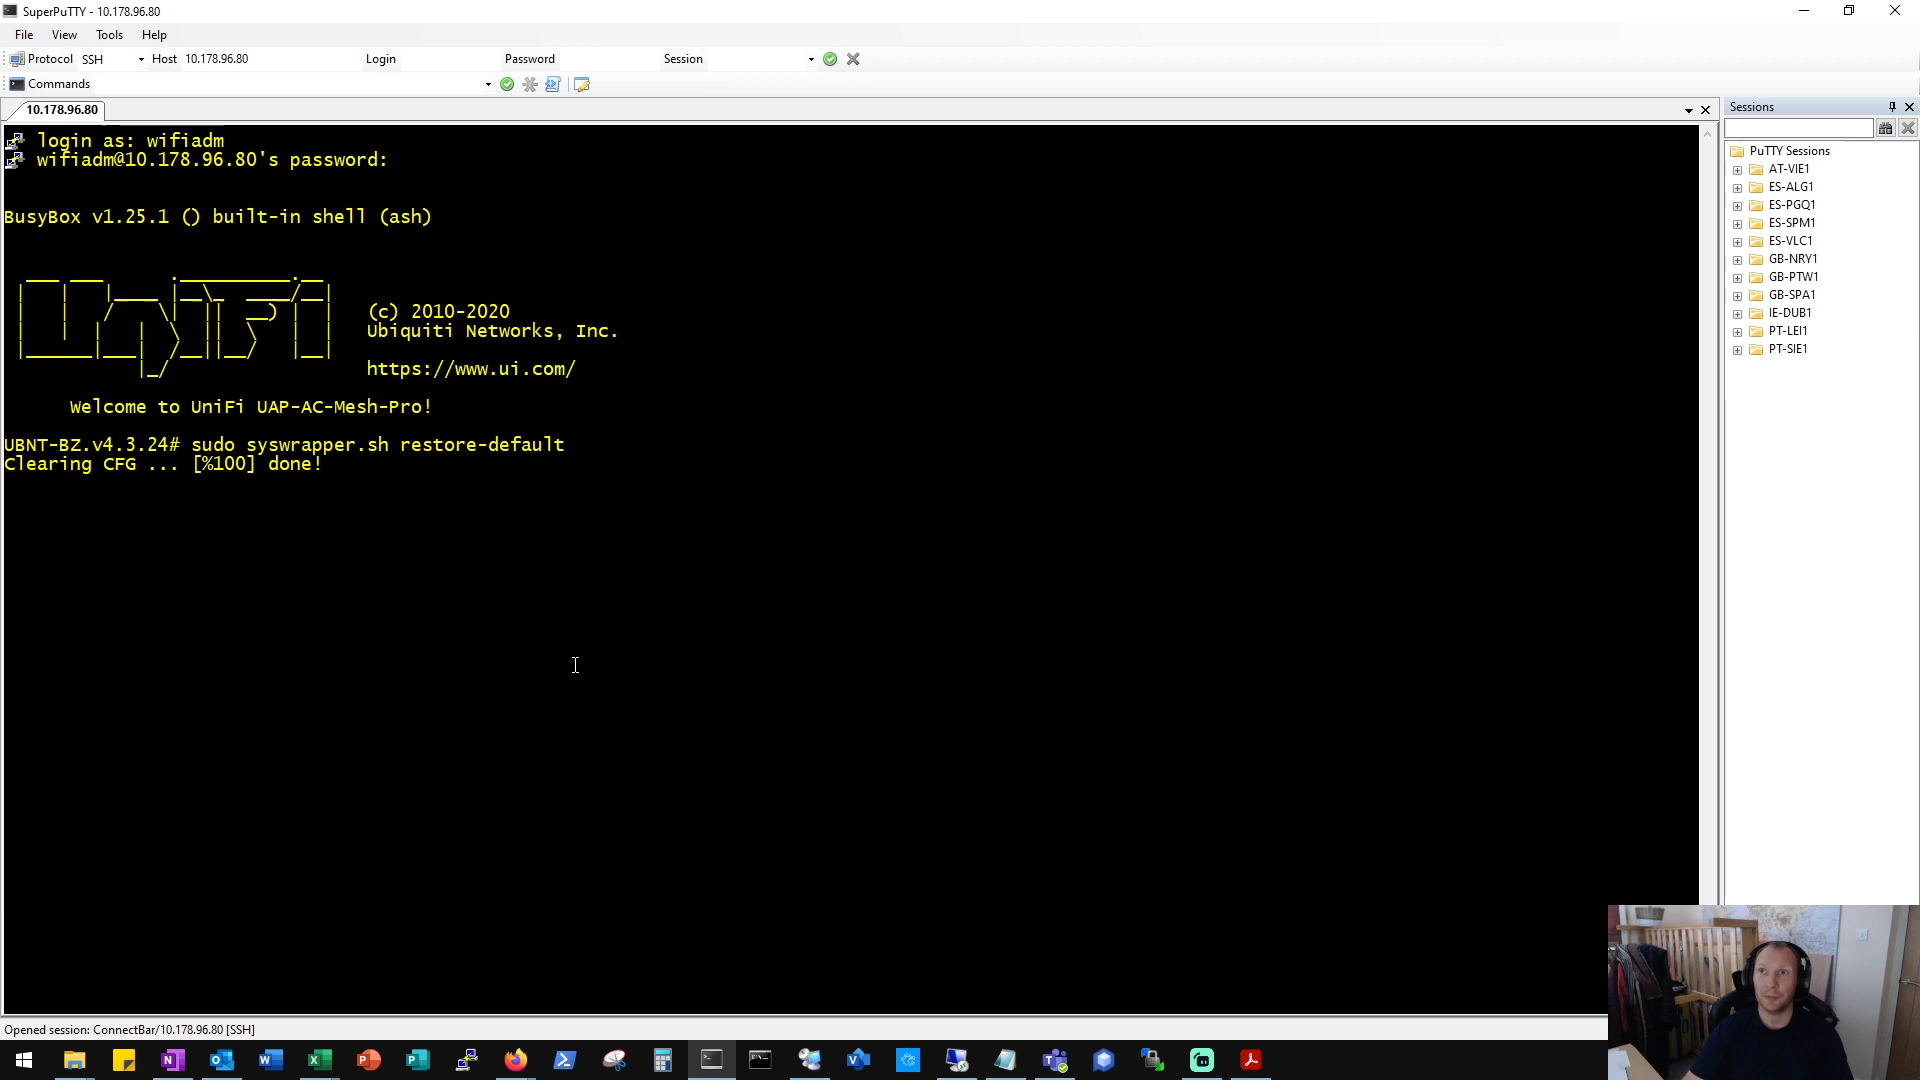 SuperPuTTY - 10.178.96.80
File View Tools Help
Protocol SSH Host 10.178.96.80 Login Password Session
Commands
10.178.96.80
Sessions
login as: wifiadm
wifiadm@10.178.96.80's password:
BusyBox v1.25.1 () built-in shell (ash)
UniFi
(c) 2010-2020
Ubiquiti Networks, Inc.
https://www.ui.com/
Welcome to UniFi UAP-AC-Mesh-Pro!
UBNT-BZ.v4.3.24# sudo syswrapper.sh restore-default
Clearing CFG ... [%100] done!
PuTTY Sessions
AT-VIE1
ES-ALG1
ES-PGQ1
ES-SPM1
ES-VLC1
GB-NRY1
GB-PTW1
GB-SPA1
IE-DUB1
PT-LEI1
PT-SIE1
Opened session: ConnectBar/10.178.96.80 [SSH]